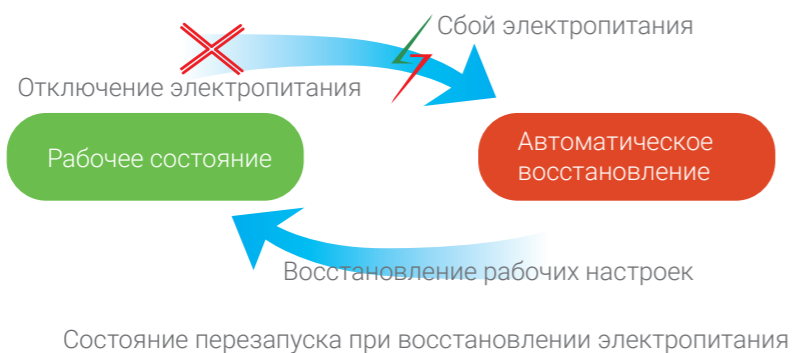 Сбой электропитания
Отключение электропитания
Рабочее состояние
Автоматическое
восстановление
Восстановление рабочих настроек
Состояние перезапуска при восстановлении электропитания